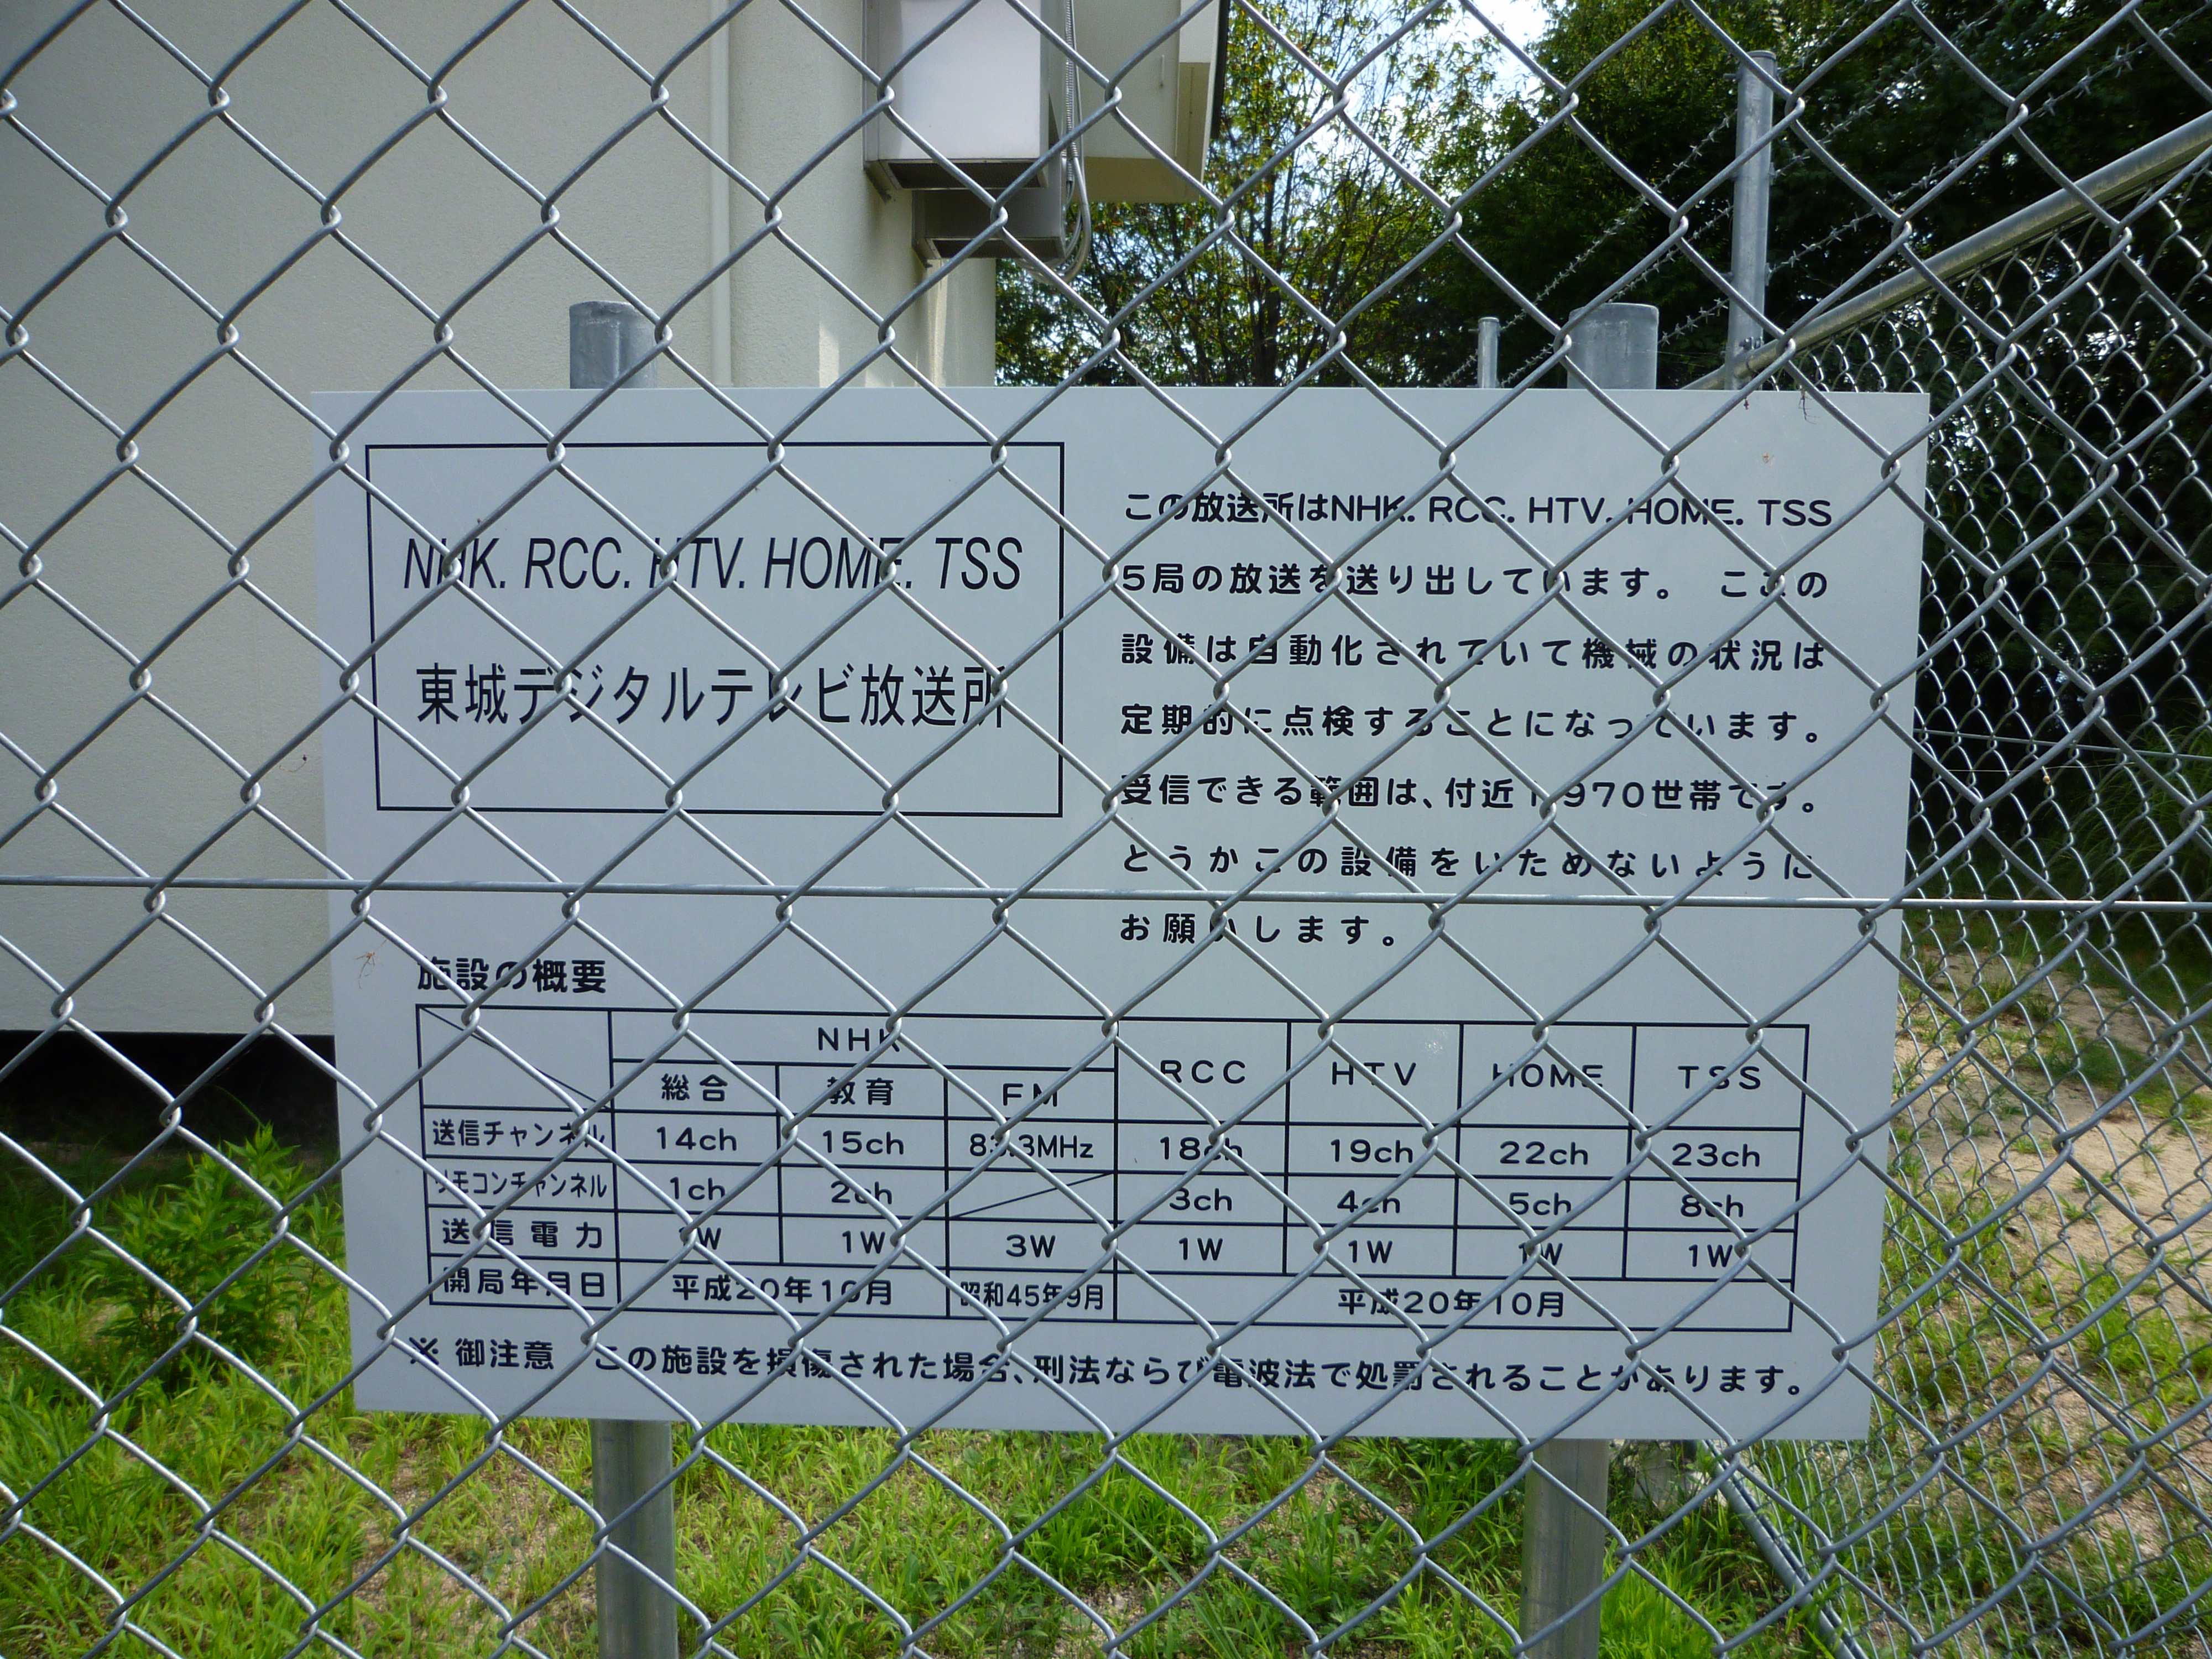 NHK. RCC. HTV. HOME. TSS
東城デジタルテレビ放送所
この放送所はNHK. RCC. HTV. HOME. TSS
5局の放送を送り出しています。 ここの
設備は自動化されていて機械の状況は
定期的に点検することになっています。
受信できる範囲は、付近1,970世帯です。
どうかこの設備をいためないように
お願いします。
施設の概要
NHK RCC HTV HOME TSS
総合 教育 FM
送信チャンネル 14ch 15ch 83.3MHz 18ch 19ch 22ch 23ch
リモコンチャンネル 1ch 2ch 3ch 4ch 5ch 8ch
送信電力 1W 1W 3W 1W 1W 1W 1W
開局年月日 平成20年10月 昭和45年9月 平成20年10月
※ 御注意 この施設を損傷された場合、刑法ならび電波法で処罰されることがあります。